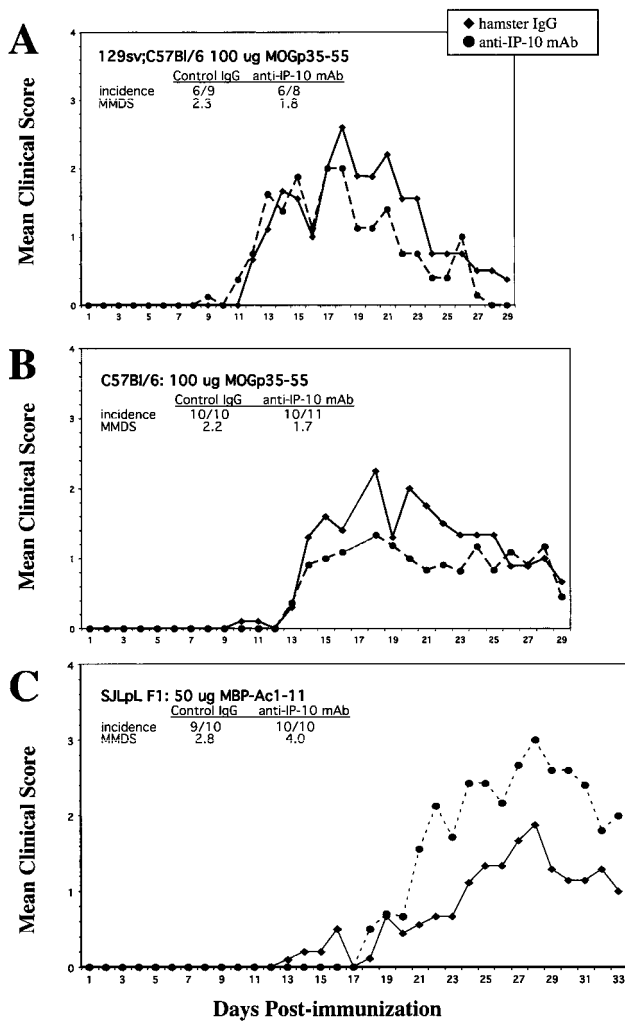 hamster IgG
anti-IP-10 mAb
A
129sv;C57Bl/6 100 ug MOGp35-55
Control IgG anti-IP-10 mAb
incidence 6/9 6/8
MMDS 2.3 1.8
Mean Clinical Score
4
3
2
1
0
1 3 5 7 9 11 13 15 17 19 21 23 25 27 29
B
C57Bl/6: 100 ug MOGp35-55
Control IgG anti-IP-10 mAb
incidence 10/10 10/11
MMDS 2.2 1.7
Mean Clinical Score
4
3
2
1
0
1 3 5 7 9 11 13 15 17 19 21 23 25 27 29
C
SJLpL F1: 50 ug MBP-Ac1-11
Control IgG anti-IP-10 mAb
incidence 9/10 10/10
MMDS 2.8 4.0
Mean Clinical Score
4
3
2
1
0
1 3 5 7 9 11 13 15 17 19 21 23 25 27 29 31 33
Days Post-immunization